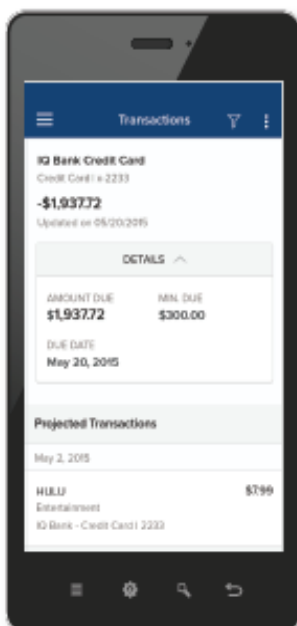 Transactions
IQ Bank Credit Card
Credit Card | x-2233
-$1,937.72
Updated on 05/20/2015
DETAILS
AMOUNT DUE MIN. DUE
$1,937.72 $300.00
DUE DATE
May 20, 2015
Projected Transactions
May 2, 2015
HULU $7.99
Entertainment
IQ Bank - Credit Card | 2233